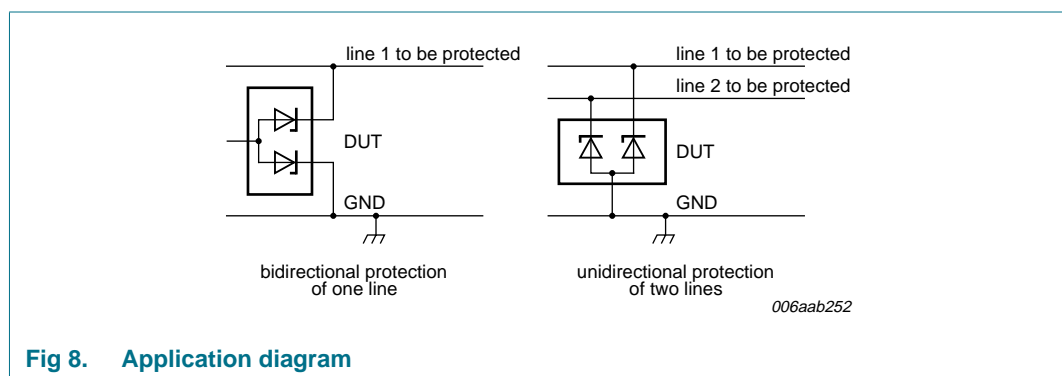 line 1 to be protected
DUT
GND
bidirectional protection
of one line
line 1 to be protected
line 2 to be protected
DUT
GND
unidirectional protection
of two lines
006aab252
Fig 8. Application diagram